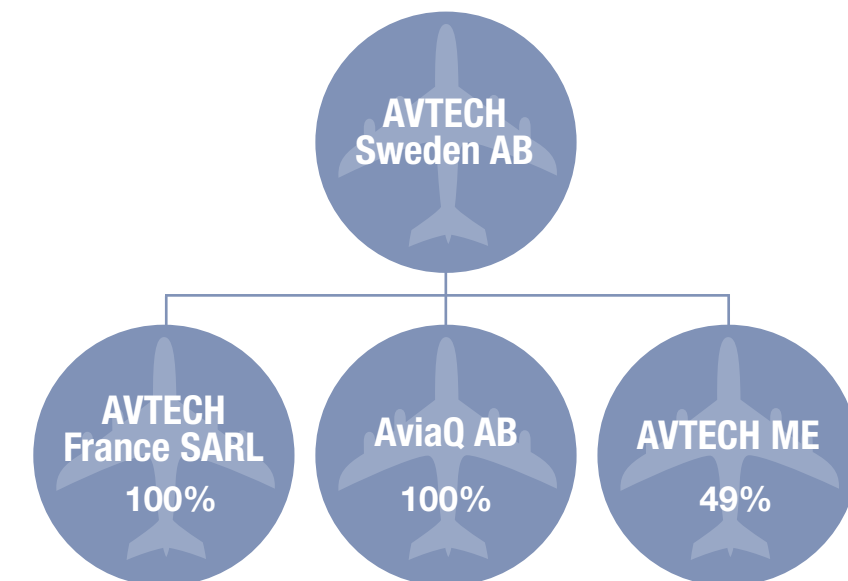 AVTECH
Sweden AB
AVTECH
France SARL
100%
AviaQ AB
100%
AVTECH ME
49%